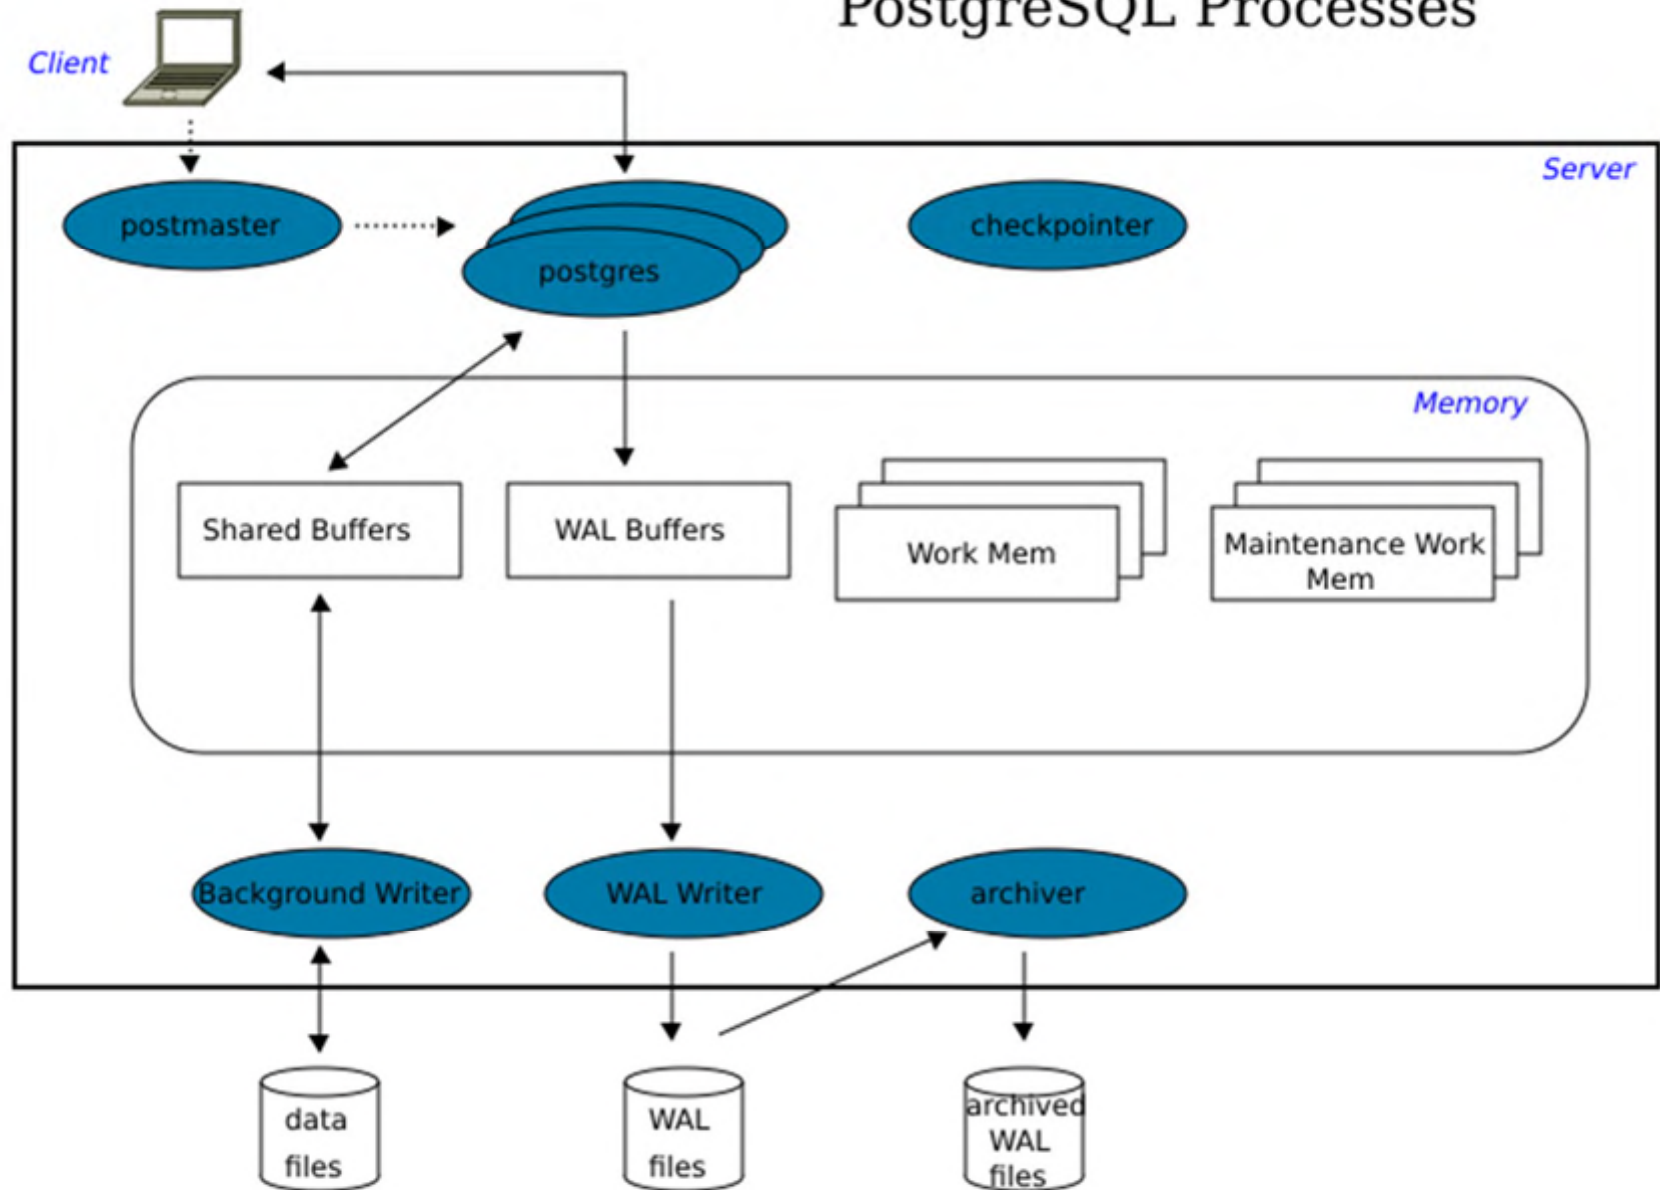 PostgreSQL Processes
Client
Server
postmaster
postgres
checkpointer
Memory
Shared Buffers
WAL Buffers
Work Mem
Maintenance Work
Mem
Background Writer
WAL Writer
archiver
data
files
WAL
files
archived
WAL
files